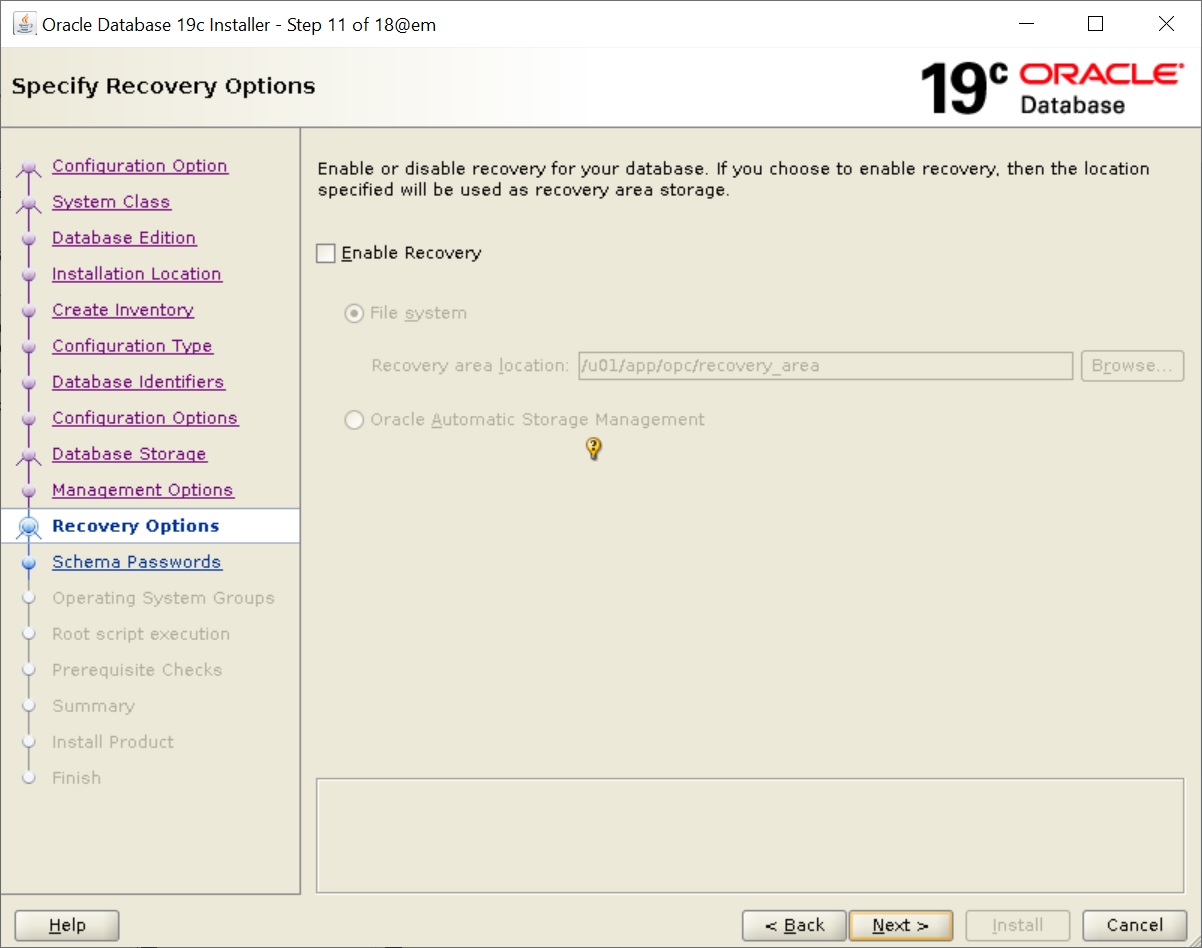 Oracle Database 19c Installer - Step 11 of 18@em
Specify Recovery Options
19c ORACLE
Database
Configuration Option
System Class
Database Edition
Installation Location
Create Inventory
Configuration Type
Database Identifiers
Configuration Options
Database Storage
Management Options
Recovery Options
Schema Passwords
Operating System Groups
Root script execution
Prerequisite Checks
Summary
Install Product
Finish
Enable or disable recovery for your database. If you choose to enable recovery, then the location
specified will be used as recovery area storage.
Enable Recovery
File system
Recovery area location: /u01/app/opc/recovery_area Browse...
Oracle Automatic Storage Management
Help < Back Next > Install Cancel